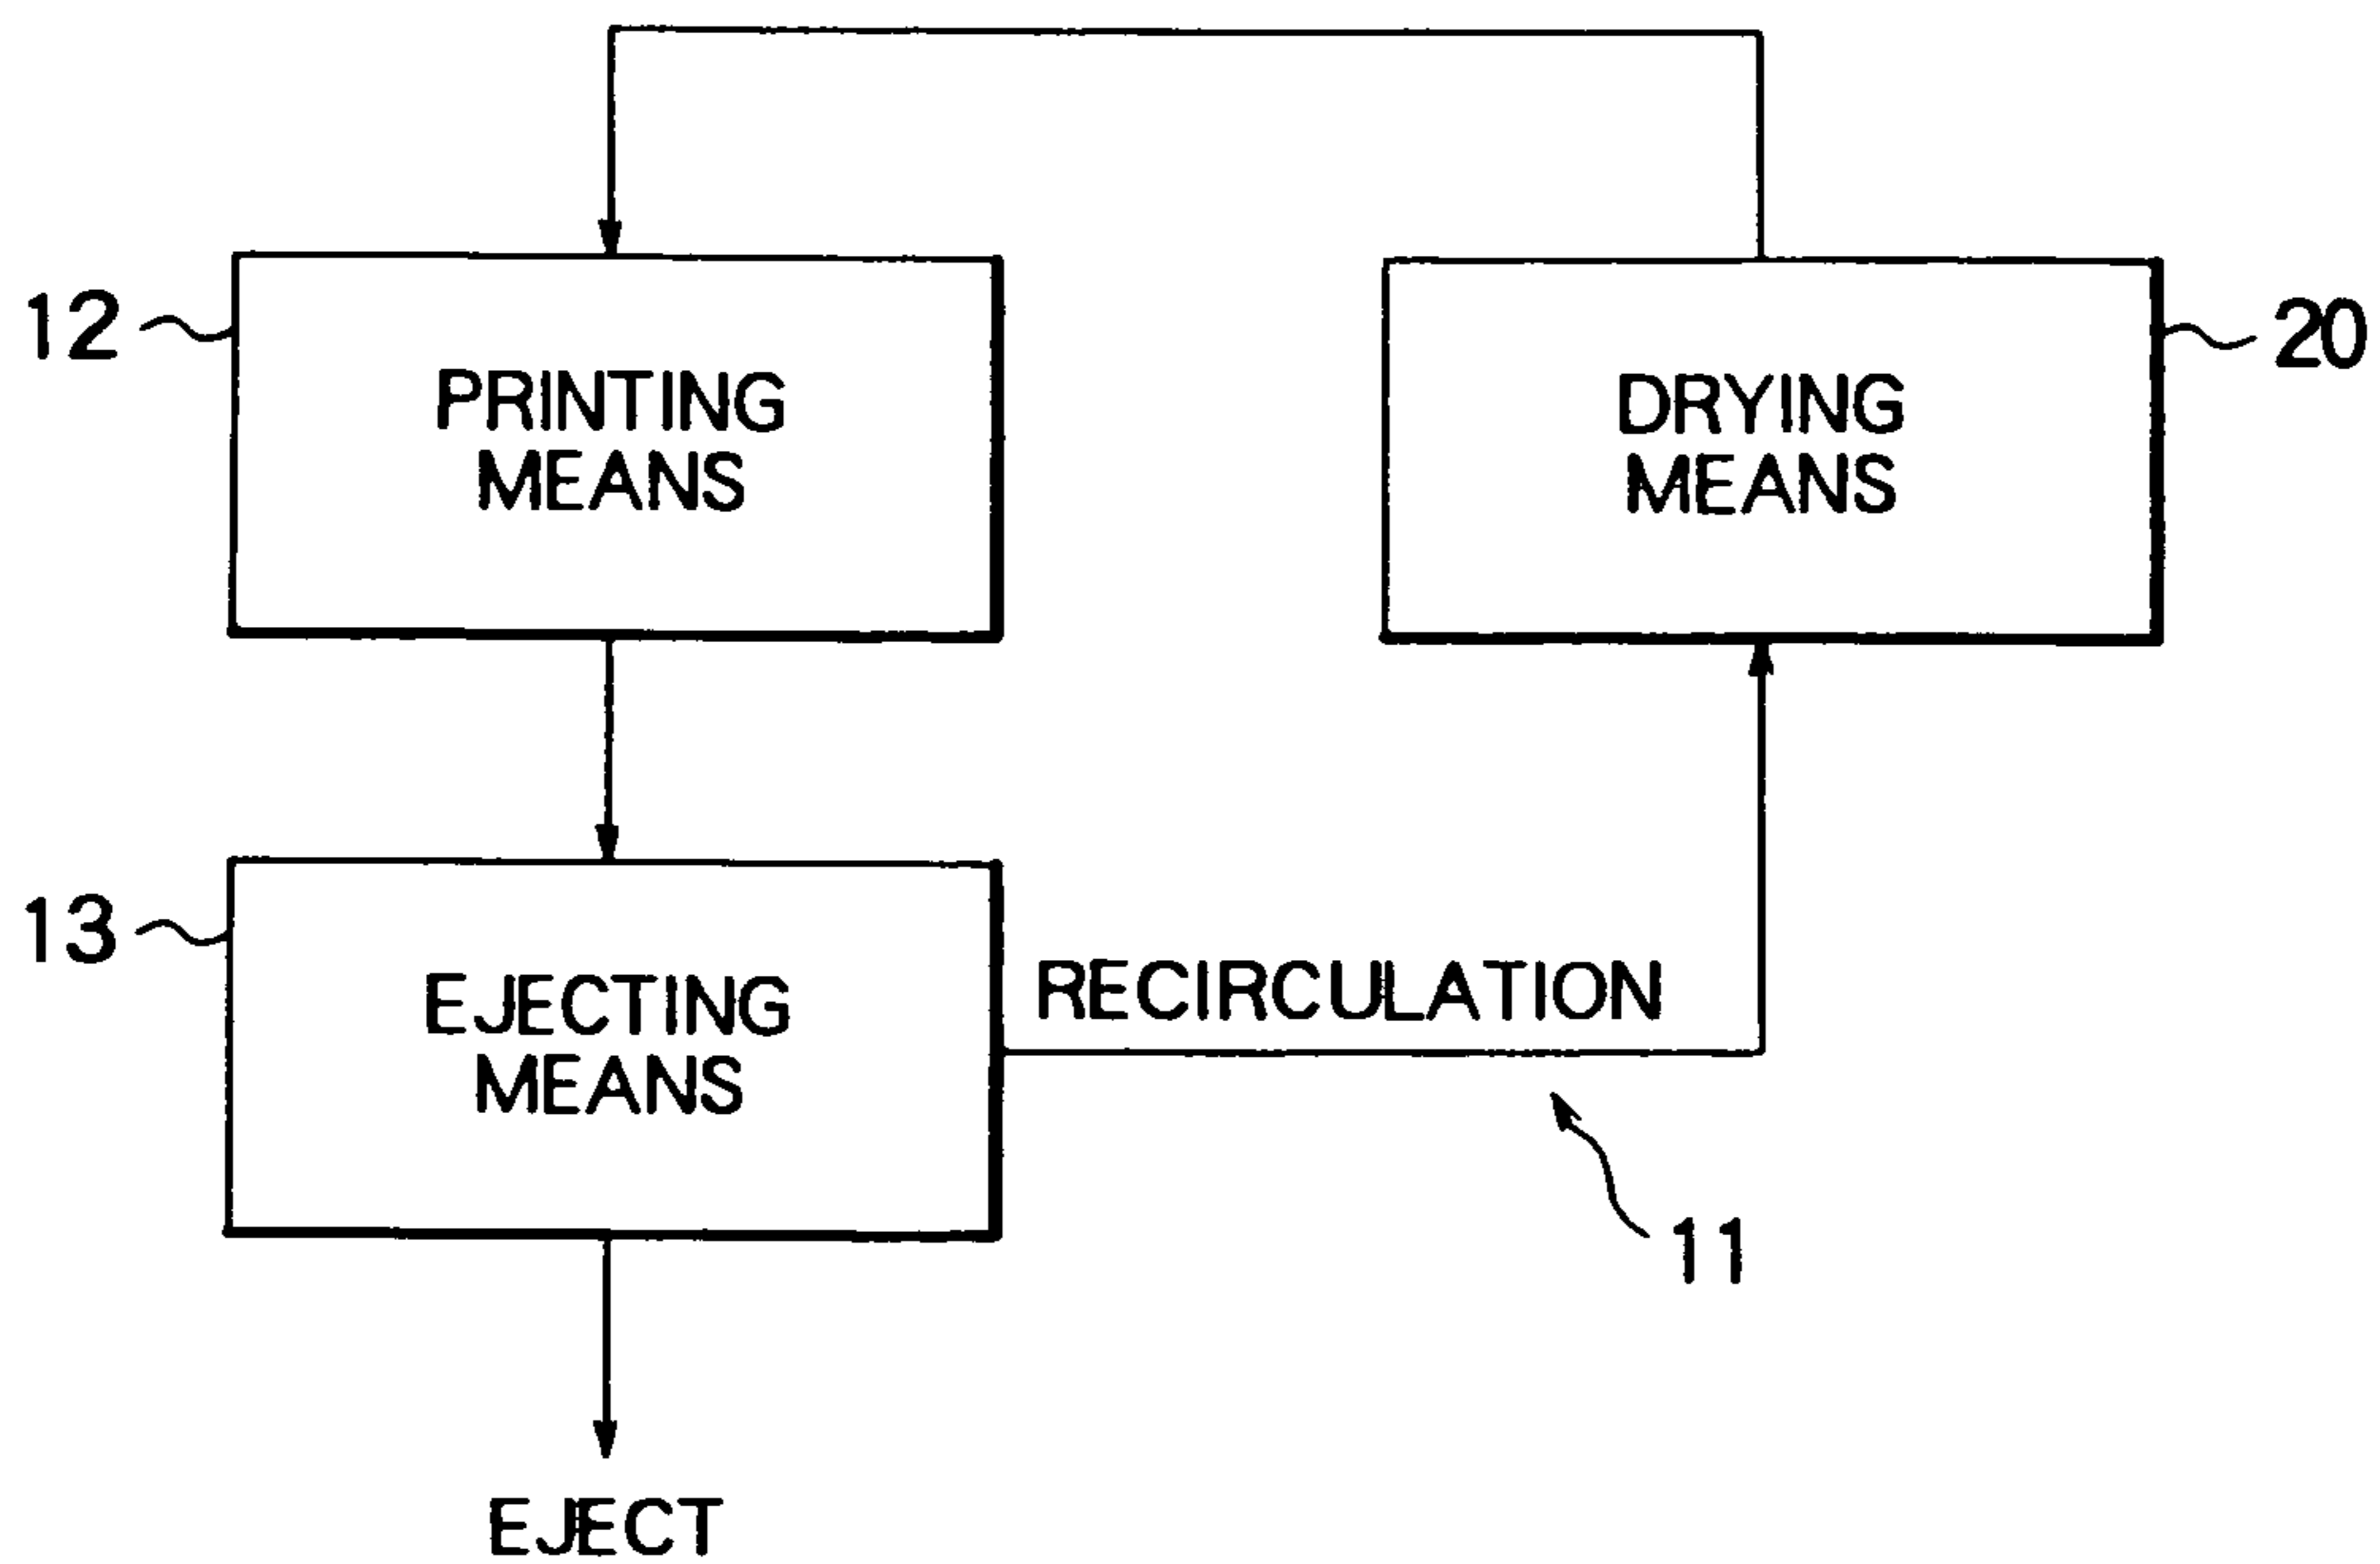 12
PRINTING
MEANS
DRYING
MEANS
20
13
EJECTING
MEANS
RECIRCULATION
11
EJECT